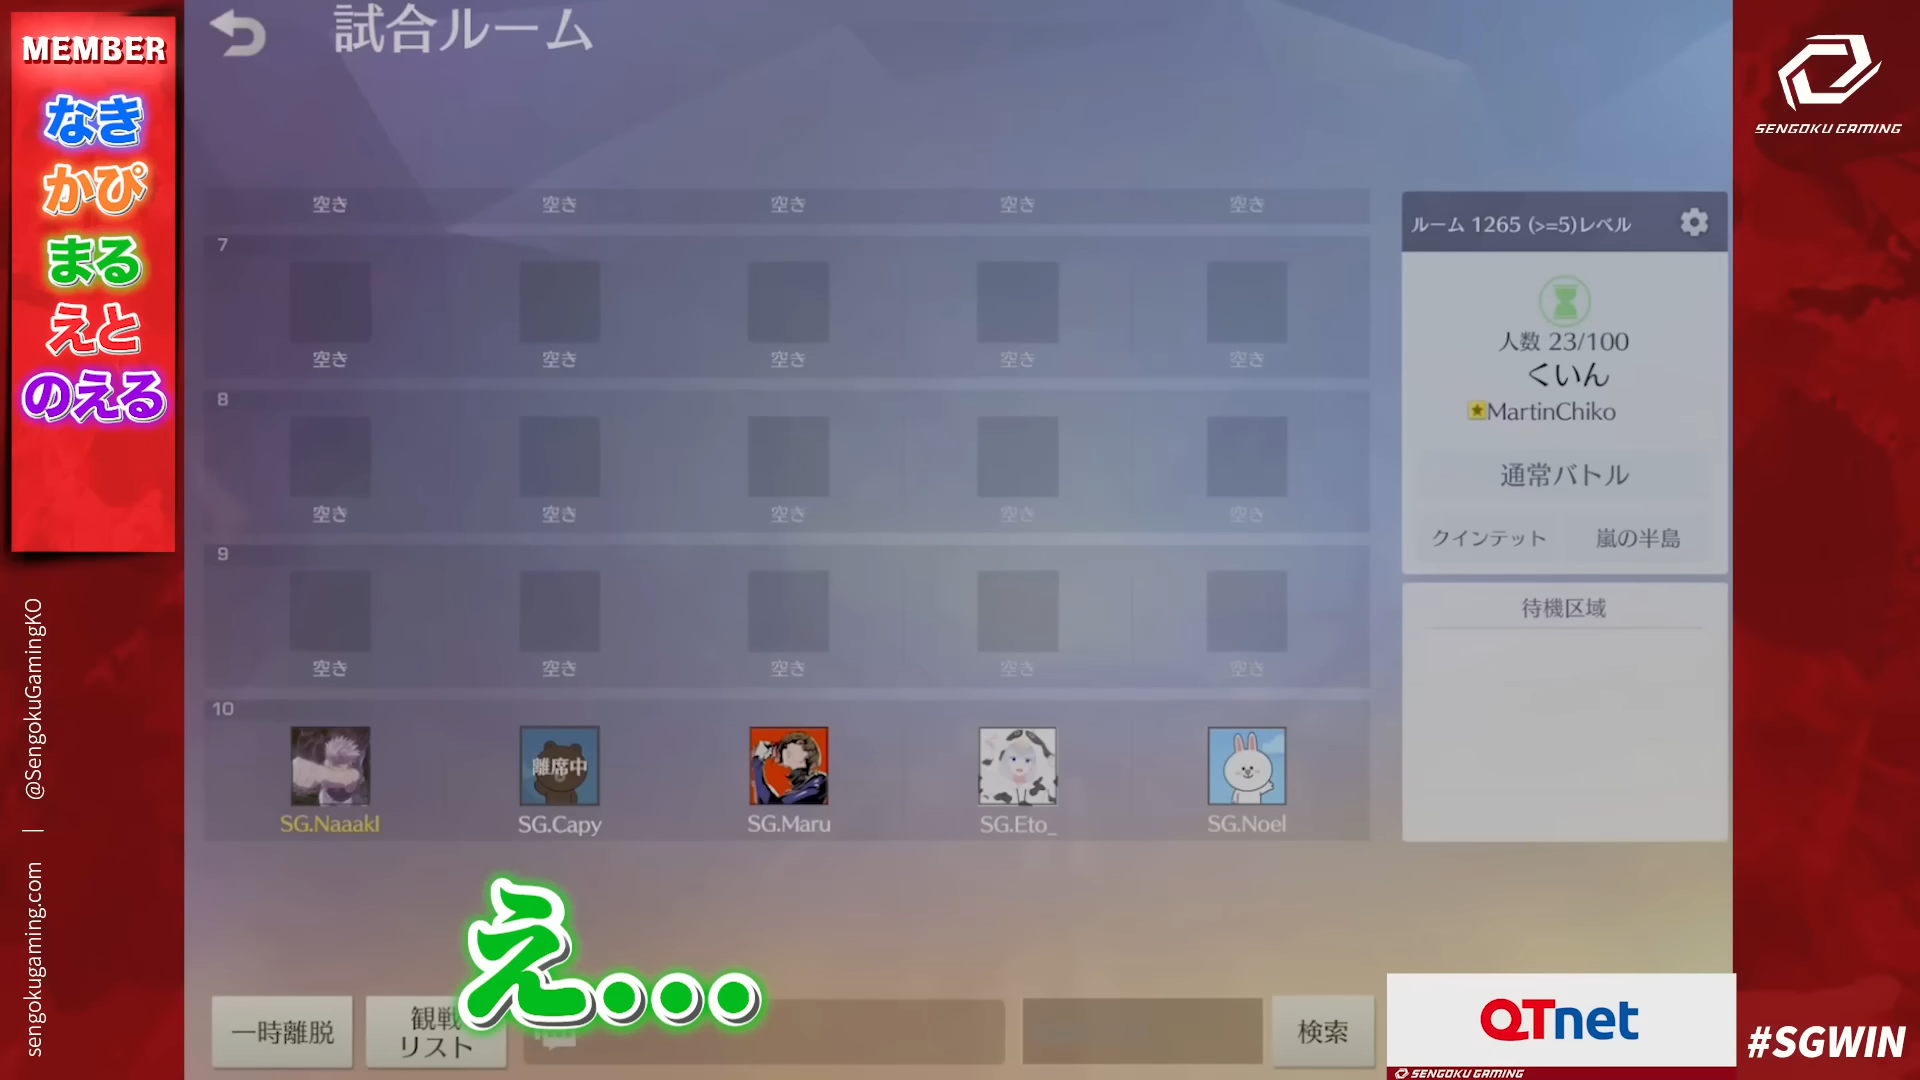 MEMBER
なき
かぴ
まる
えと
のえる
@SengokuGamingKO
|
sengokugaming.com
試合ルーム
空き 空き 空き 空き 空き
7
空き 空き 空き 空き 空き
8
空き 空き 空き 空き 空き
9
空き 空き 空き 空き 空き
10
離席中
SG.Naaakl SG.Capy SG.Maru SG.Eto_ SG.Noel
え...
一時離脱
観戦
リスト
検索
ルーム 1265 (>=5)レベル
人数 23/100
くいん
MartinChiko
通常バトル
クインテット 嵐の半島
待機区域
SENGOKU GAMING
QTnet
SENGOKU GAMING
#SGWIN